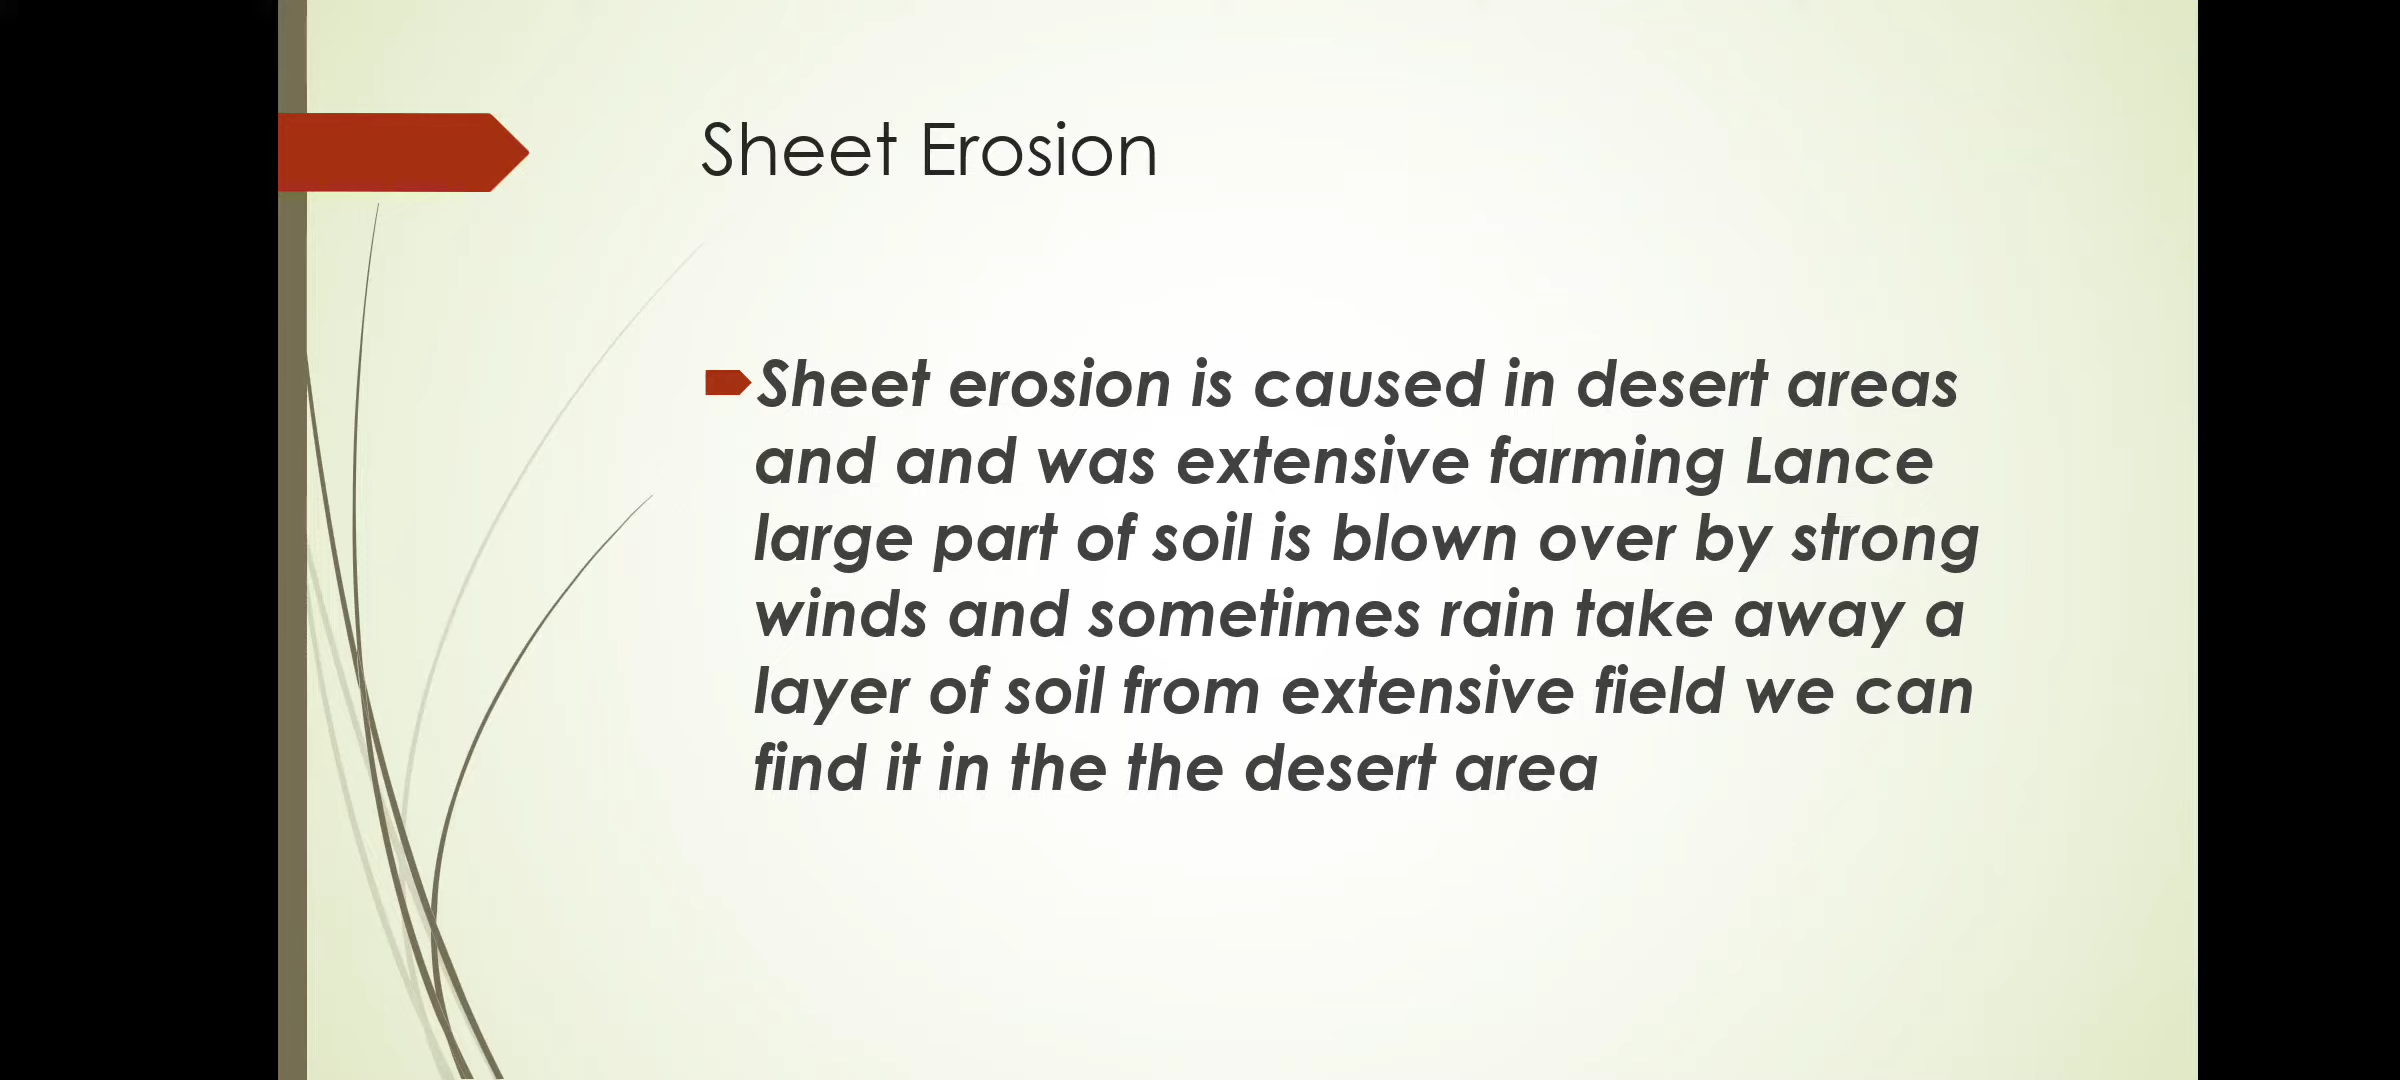 Sheet Erosion
Sheet erosion is caused in desert areas
and and was extensive farming Lance
large part of soil is blown over by strong
winds and sometimes rain take away a
layer of soil from extensive field we can
find it in the the desert area